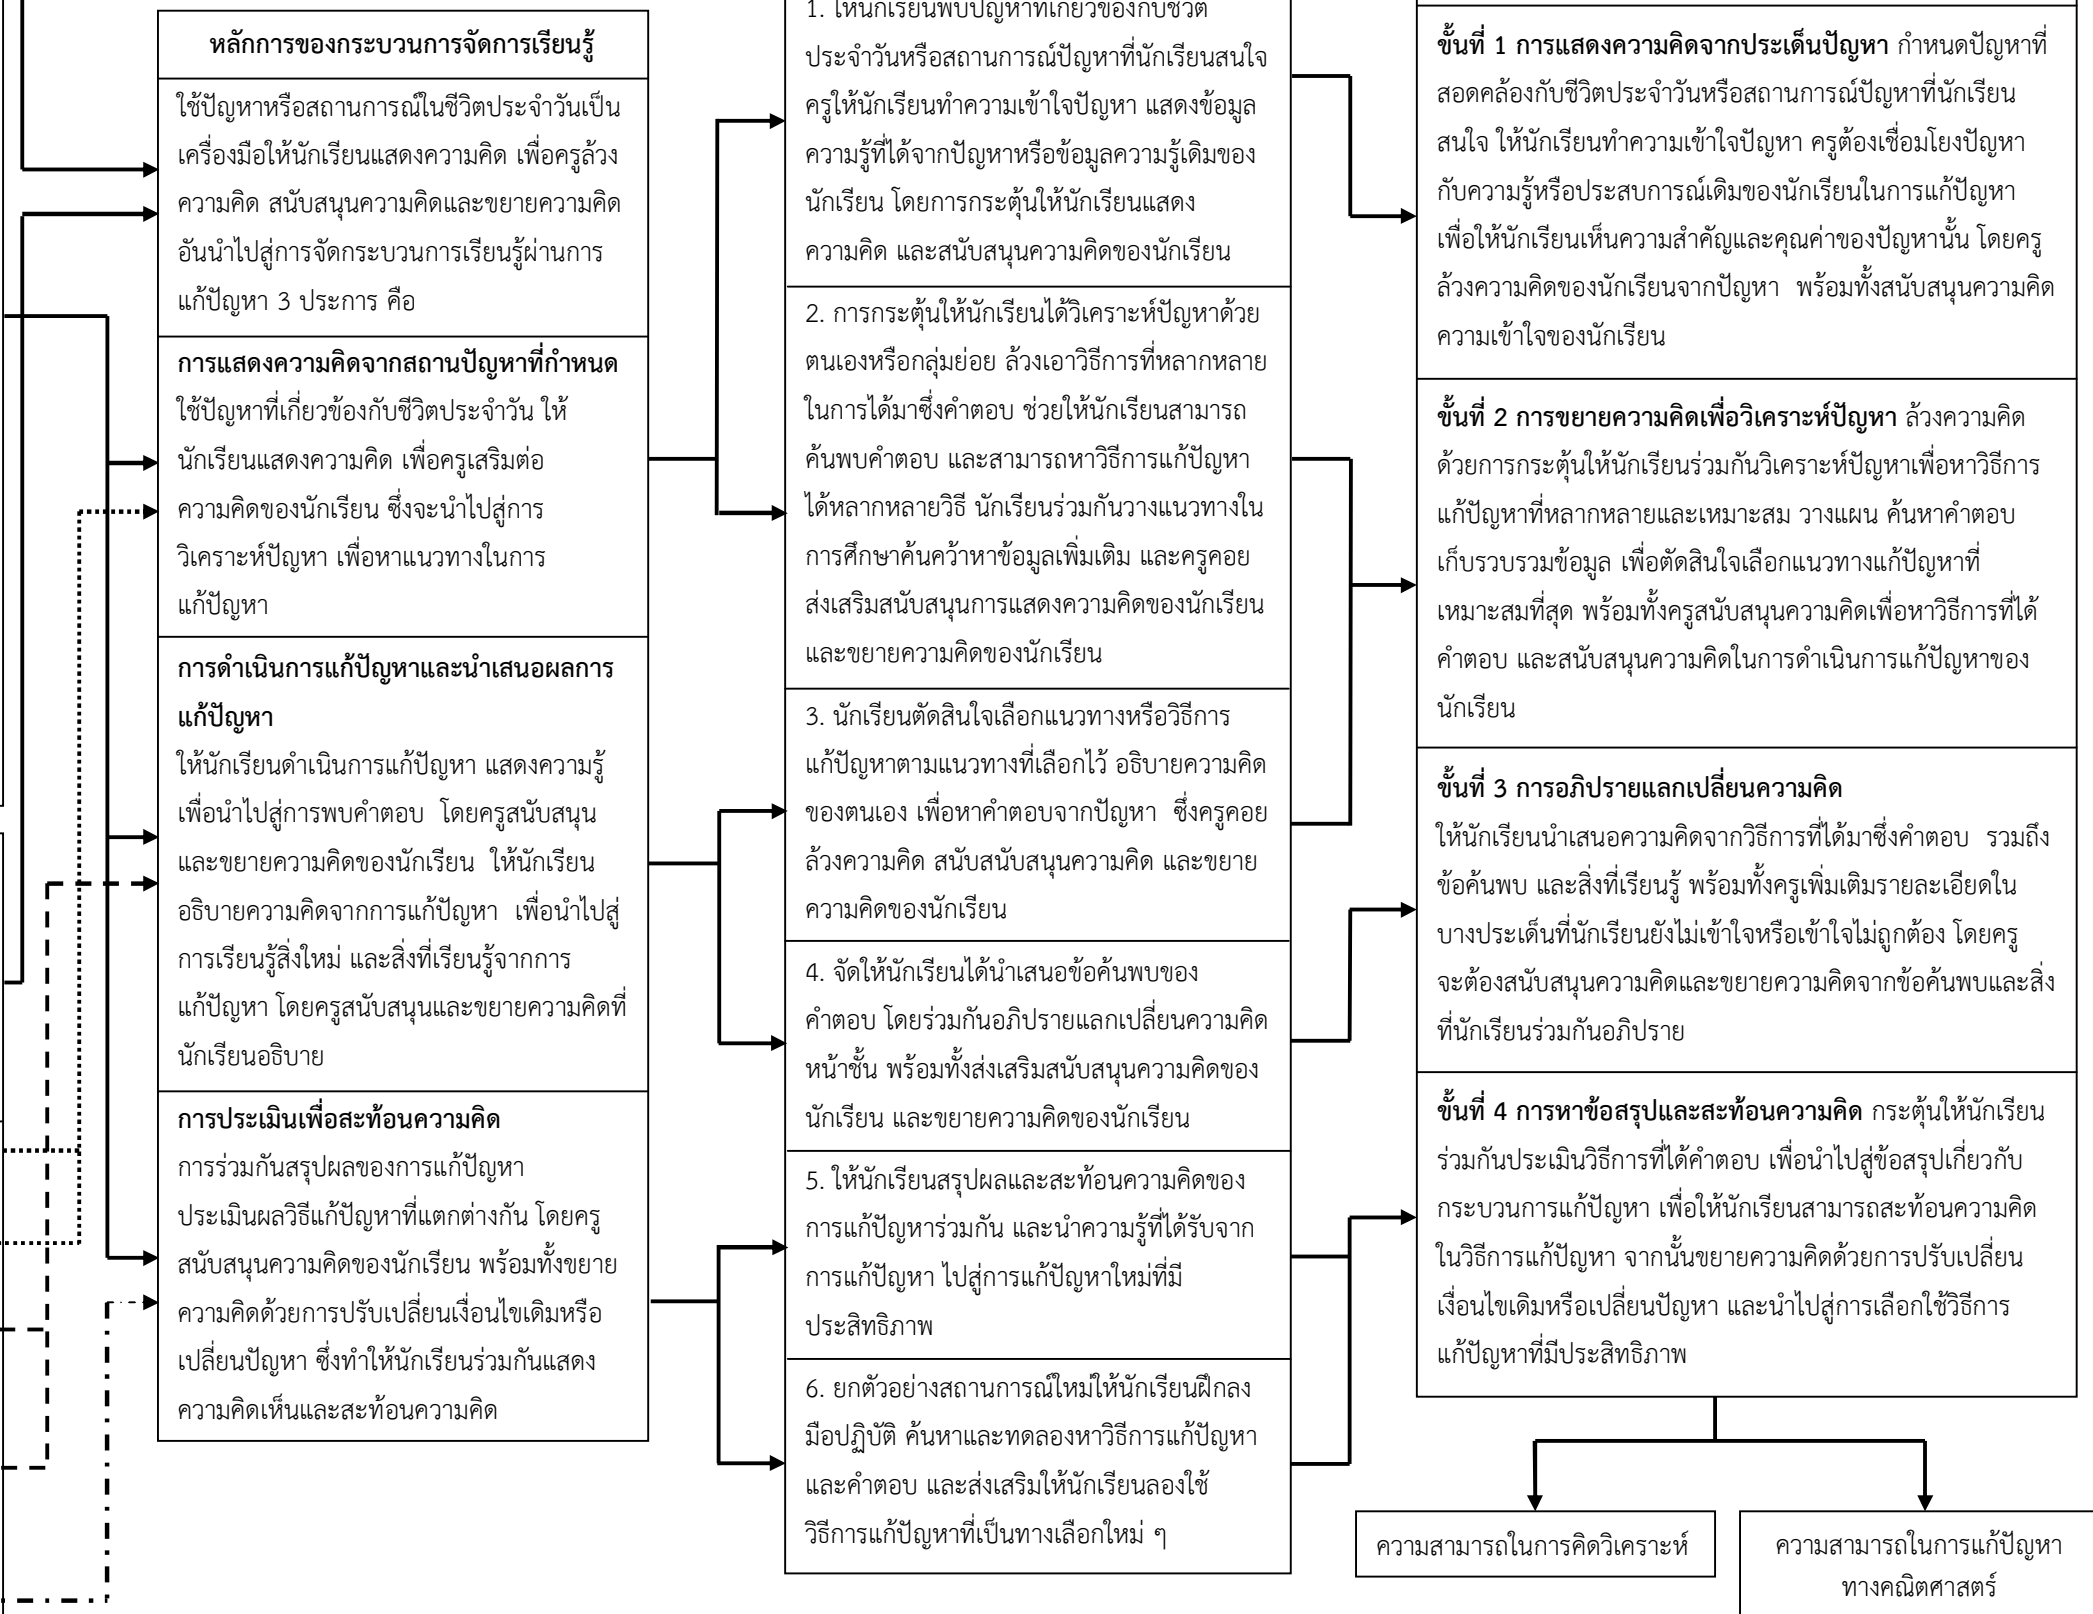 หลักการของกระบวนการจัดการเรียนรู้
ใช้ปัญหาหรือสถานการณ์ในชีวิตประจำวันเป็น
เครื่องมือให้นักเรียนแสดงความคิด เพื่อครูล้วง
ความคิด สนับสนุนความคิดและขยายความคิด
อันนำไปสู่การจัดกระบวนการเรียนรู้ผ่านการ
แก้ปัญหา 3 ประการ คือ
การแสดงความคิดจากสถานปัญหาที่กำหนด
ใช้ปัญหาที่เกี่ยวข้องกับชีวิตประจำวัน ให้
นักเรียนแสดงความคิด เพื่อครูเสริมต่อ
ความคิดของนักเรียน ซึ่งจะนำไปสู่การ
วิเคราะห์ปัญหา เพื่อหาแนวทางในการ
แก้ปัญหา
การดำเนินการแก้ปัญหาและนำเสนอผลการ
แก้ปัญหา
ให้นักเรียนดำเนินการแก้ปัญหา แสดงความรู้
เพื่อนำไปสู่การพบคำตอบ โดยครูสนับสนุน
และขยายความคิดของนักเรียน ให้นักเรียน
อธิบายความคิดจากการแก้ปัญหา เพื่อนำไปสู่
การเรียนรู้สิ่งใหม่ และสิ่งที่เรียนรู้จากการ
แก้ปัญหา โดยครูสนับสนุนและขยายความคิดที่
นักเรียนอธิบาย
การประเมินเพื่อสะท้อนความคิด
การร่วมกันสรุปผลของการแก้ปัญหา
ประเมินผลวิธีแก้ปัญหาที่แตกต่างกัน โดยครู
สนับสนุนความคิดของนักเรียน พร้อมทั้งขยาย
ความคิดด้วยการปรับเปลี่ยนเงื่อนไขเดิมหรือ
เปลี่ยนปัญหา ซึ่งทำให้นักเรียนร่วมกันแสดง
ความคิดเห็นและสะท้อนความคิด
1. ให้นักเรียนพบปัญหาที่เกี่ยวข้องกับชีวิต
ประจำวันหรือสถานการณ์ปัญหาที่นักเรียนสนใจ
ครูให้นักเรียนทำความเข้าใจปัญหา แสดงข้อมูล
ความรู้ที่ได้จากปัญหาหรือข้อมูลความรู้เดิมของ
นักเรียน โดยการกระตุ้นให้นักเรียนแสดง
ความคิด และสนับสนุนความคิดของนักเรียน
2. การกระตุ้นให้นักเรียนได้วิเคราะห์ปัญหาด้วย
ตนเองหรือกลุ่มย่อย ล้วงเอาวิธีการที่หลากหลาย
ในการได้มาซึ่งคำตอบ ช่วยให้นักเรียนสามารถ
ค้นพบคำตอบ และสามารถหาวิธีการแก้ปัญหา
ได้หลากหลายวิธี นักเรียนร่วมกันวางแนวทางใน
การศึกษาค้นคว้าหาข้อมูลเพิ่มเติม และครูคอย
ส่งเสริมสนับสนุนการแสดงความคิดของนักเรียน
และขยายความคิดของนักเรียน
3. นักเรียนตัดสินใจเลือกแนวทางหรือวิธีการ
แก้ปัญหาตามแนวทางที่เลือกไว้ อธิบายความคิด
ของตนเอง เพื่อหาคำตอบจากปัญหา ซึ่งครูคอย
ล้วงความคิด สนับสนับสนุนความคิด และขยาย
ความคิดของนักเรียน
4. จัดให้นักเรียนได้นำเสนอข้อค้นพบของ
คำตอบ โดยร่วมกันอภิปรายแลกเปลี่ยนความคิด
หน้าชั้น พร้อมทั้งส่งเสริมสนับสนุนความคิดของ
นักเรียน และขยายความคิดของนักเรียน
5. ให้นักเรียนสรุปผลและสะท้อนความคิดของ
การแก้ปัญหาร่วมกัน และนำความรู้ที่ได้รับจาก
การแก้ปัญหา ไปสู่การแก้ปัญหาใหม่ที่มี
ประสิทธิภาพ
6. ยกตัวอย่างสถานการณ์ใหม่ให้นักเรียนฝึกลง
มือปฏิบัติ ค้นหาและทดลองหาวิธีการแก้ปัญหา
และคำตอบ และส่งเสริมให้นักเรียนลองใช้
วิธีการแก้ปัญหาที่เป็นทางเลือกใหม่ ๆ
ขั้นที่ 1 การแสดงความคิดจากประเด็นปัญหา กำหนดปัญหาที่
สอดคล้องกับชีวิตประจำวันหรือสถานการณ์ปัญหาที่นักเรียน
สนใจ ให้นักเรียนทำความเข้าใจปัญหา ครูต้องเชื่อมโยงปัญหา
กับความรู้หรือประสบการณ์เดิมของนักเรียนในการแก้ปัญหา
เพื่อให้นักเรียนเห็นความสำคัญและคุณค่าของปัญหานั้น โดยครู
ล้วงความคิดของนักเรียนจากปัญหา พร้อมทั้งสนับสนุนความคิด
ความเข้าใจของนักเรียน
ขั้นที่ 2 การขยายความคิดเพื่อวิเคราะห์ปัญหา ล้วงความคิด
ด้วยการกระตุ้นให้นักเรียนร่วมกันวิเคราะห์ปัญหาเพื่อหาวิธีการ
แก้ปัญหาที่หลากหลายและเหมาะสม วางแผน ค้นหาคำตอบ
เก็บรวบรวมข้อมูล เพื่อตัดสินใจเลือกแนวทางแก้ปัญหาที่
เหมาะสมที่สุด พร้อมทั้งครูสนับสนุนความคิดเพื่อหาวิธีการที่ได้
คำตอบ และสนับสนุนความคิดในการดำเนินการแก้ปัญหาของ
นักเรียน
ขั้นที่ 3 การอภิปรายแลกเปลี่ยนความคิด
ให้นักเรียนนำเสนอความคิดจากวิธีการที่ได้มาซึ่งคำตอบ รวมถึง
ข้อค้นพบ และสิ่งที่เรียนรู้ พร้อมทั้งครูเพิ่มเติมรายละเอียดใน
บางประเด็นที่นักเรียนยังไม่เข้าใจหรือเข้าใจไม่ถูกต้อง โดยครู
จะต้องสนับสนุนความคิดและขยายความคิดจากข้อค้นพบและสิ่ง
ที่นักเรียนร่วมกันอภิปราย
ขั้นที่ 4 การหาข้อสรุปและสะท้อนความคิด กระตุ้นให้นักเรียน
ร่วมกันประเมินวิธีการที่ได้คำตอบ เพื่อนำไปสู่ข้อสรุปเกี่ยวกับ
กระบวนการแก้ปัญหา เพื่อให้นักเรียนสามารถสะท้อนความคิด
ในวิธีการแก้ปัญหา จากนั้นขยายความคิดด้วยการปรับเปลี่ยน
เงื่อนไขเดิมหรือเปลี่ยนปัญหา และนำไปสู่การเลือกใช้วิธีการ
แก้ปัญหาที่มีประสิทธิภาพ
ความสามารถในการคิดวิเคราะห์
ความสามารถในการแก้ปัญหา
ทางคณิตศาสตร์